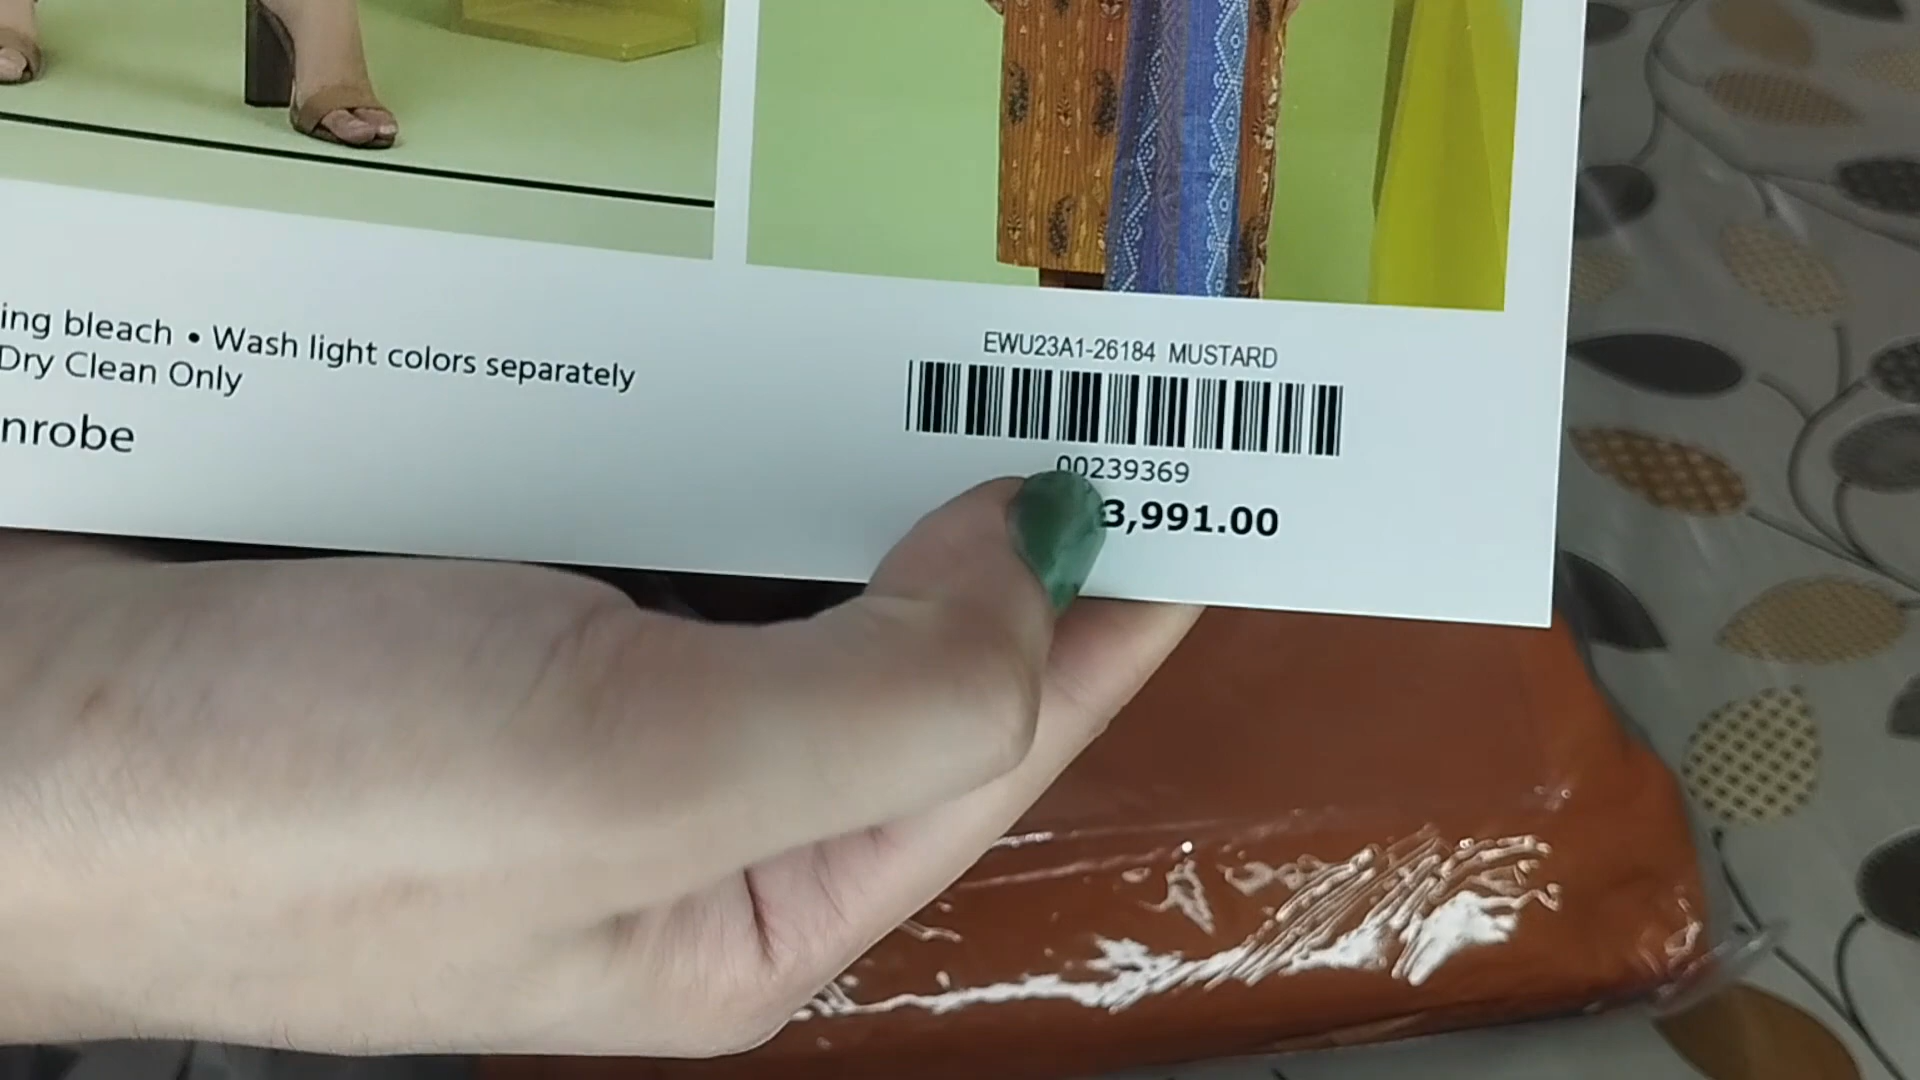 ing bleach • Wash light colors separately
Dry Clean Only
nrobe
EWU23A1-26184 MUSTARD
00239369
3,991.00